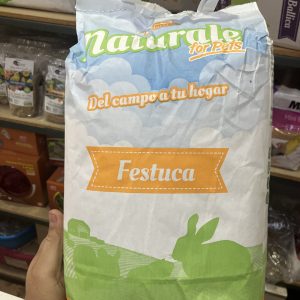 Naturale
for Pets
Del campo a tu hogar
Festuca